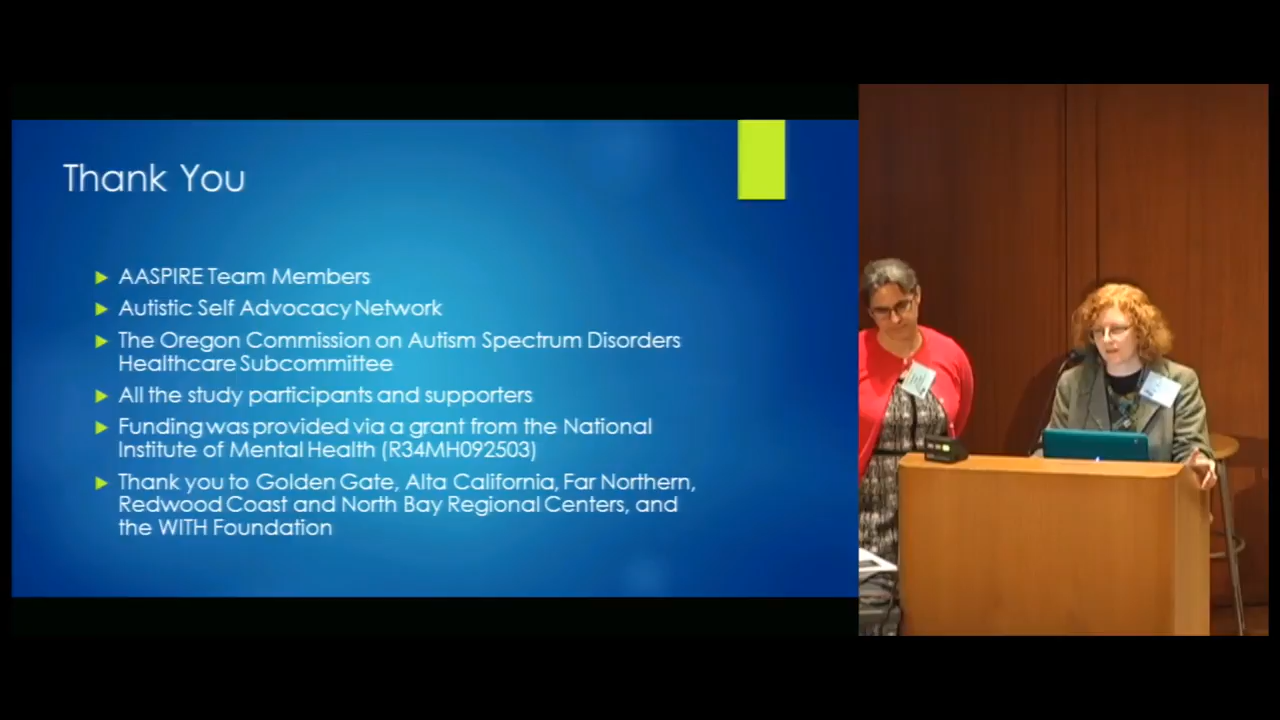 Thank You
AASPIRE Team Members
Autistic Self Advocacy Network
The Oregon Commission on Autism Spectrum Disorders
Healthcare Subcommittee
All the study participants and supporters
Funding was provided via a grant from the National
Institute of Mental Health (R34MH092503)
Thank you to Golden Gate, Alta California, Far Northern,
Redwood Coast and North Bay Regional Centers, and
the WITH Foundation